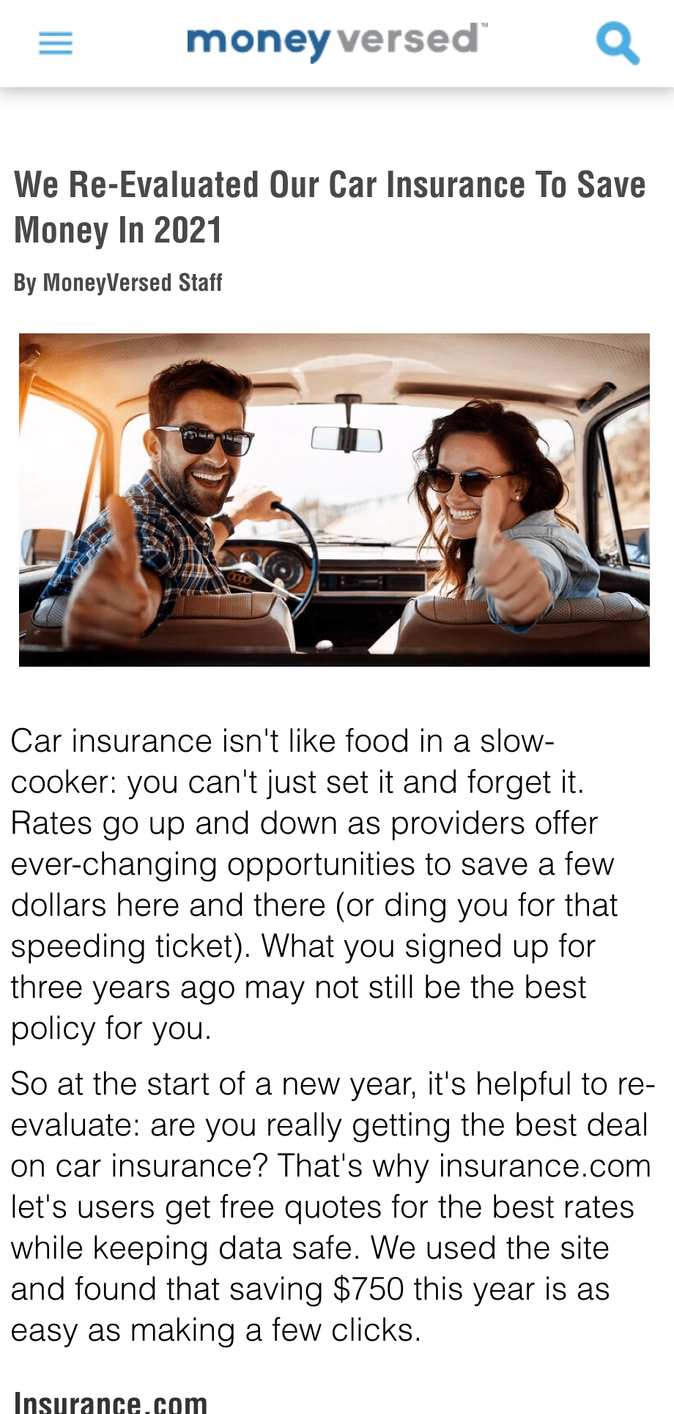 moneyversed™
We Re-Evaluated Our Car Insurance To Save
Money In 2021
By MoneyVersed Staff
Car insurance isn't like food in a slow-
cooker: you can't just set it and forget it.
Rates go up and down as providers offer
ever-changing opportunities to save a few
dollars here and there (or ding you for that
speeding ticket). What you signed up for
three years ago may not still be the best
policy for you.
So at the start of a new year, it's helpful to re-
evaluate: are you really getting the best deal
on car insurance? That's why insurance.com
let's users get free quotes for the best rates
while keeping data safe. We used the site
and found that saving $750 this year is as
easy as making a few clicks.
Insurance.com